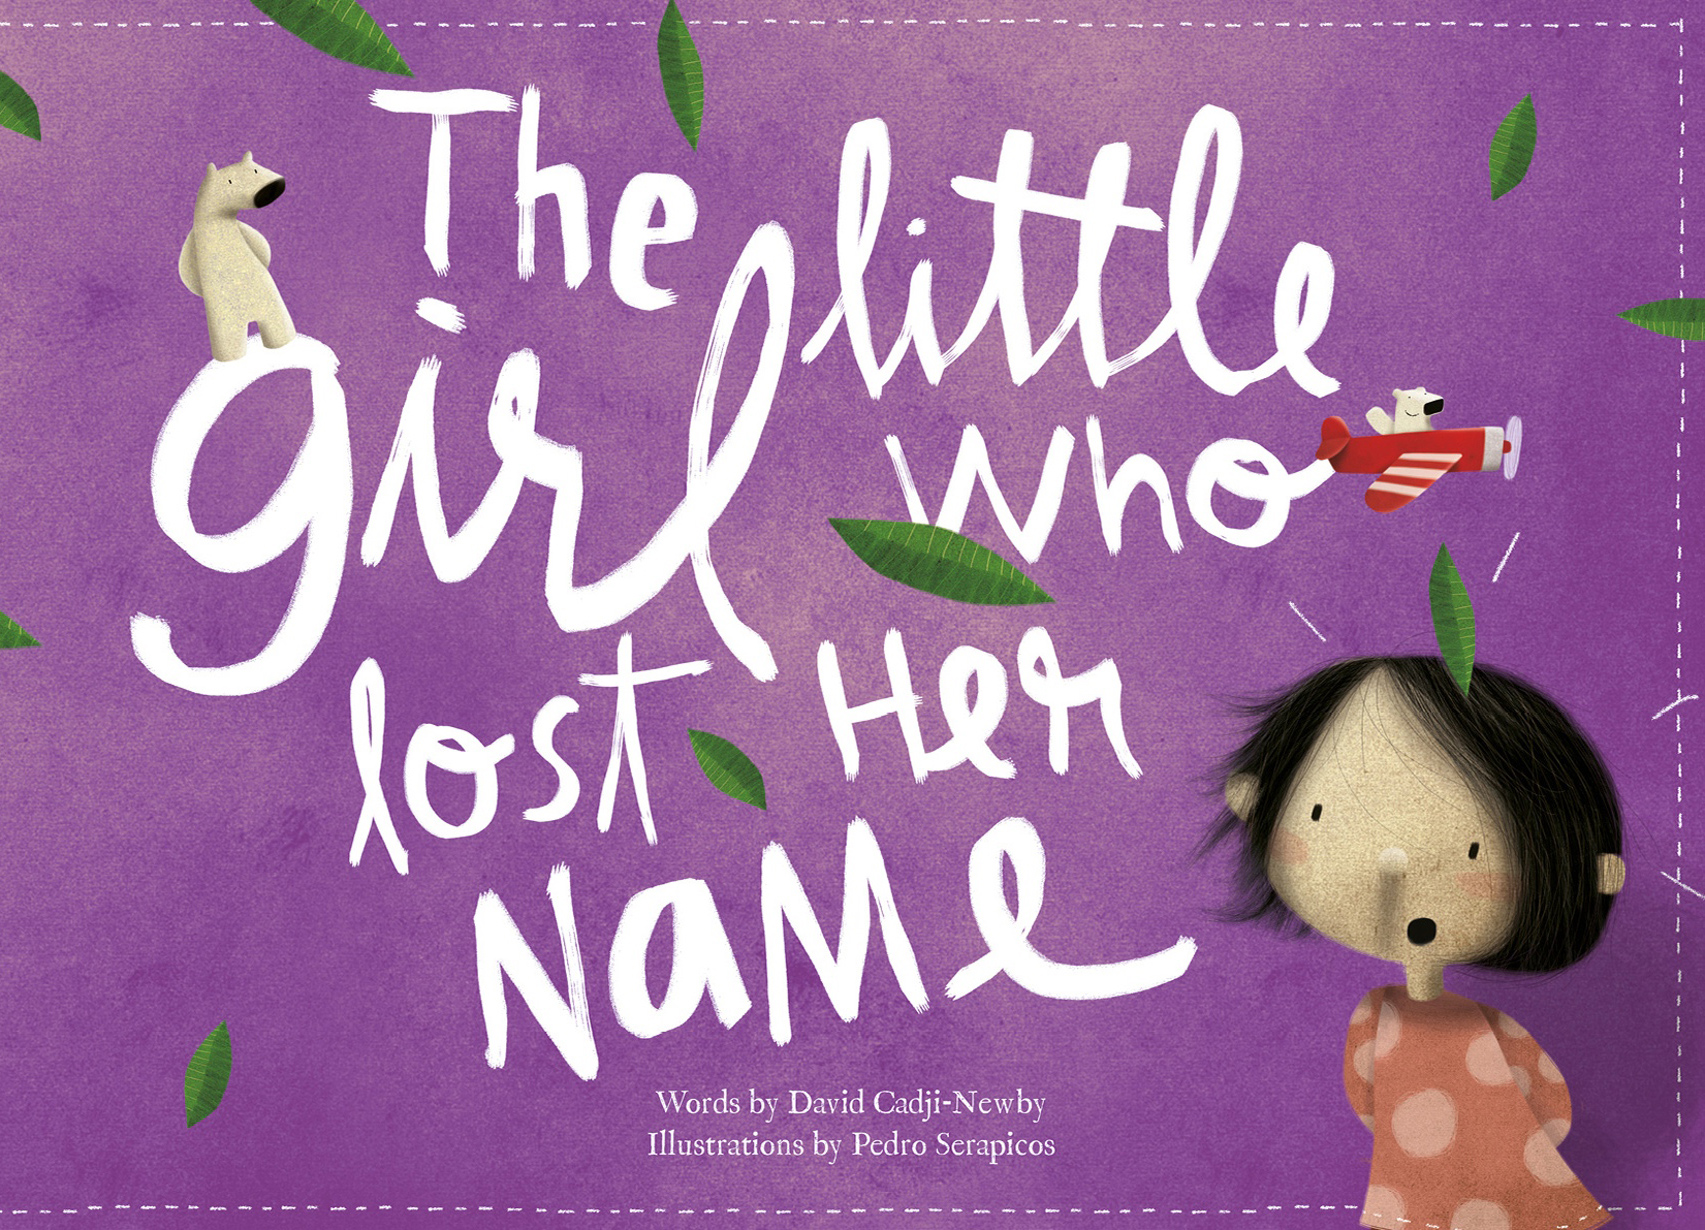 The little
girl who
lost Her
NaMe
Words by David Cadji-Newby
Illustrations by Pedro Serapicos